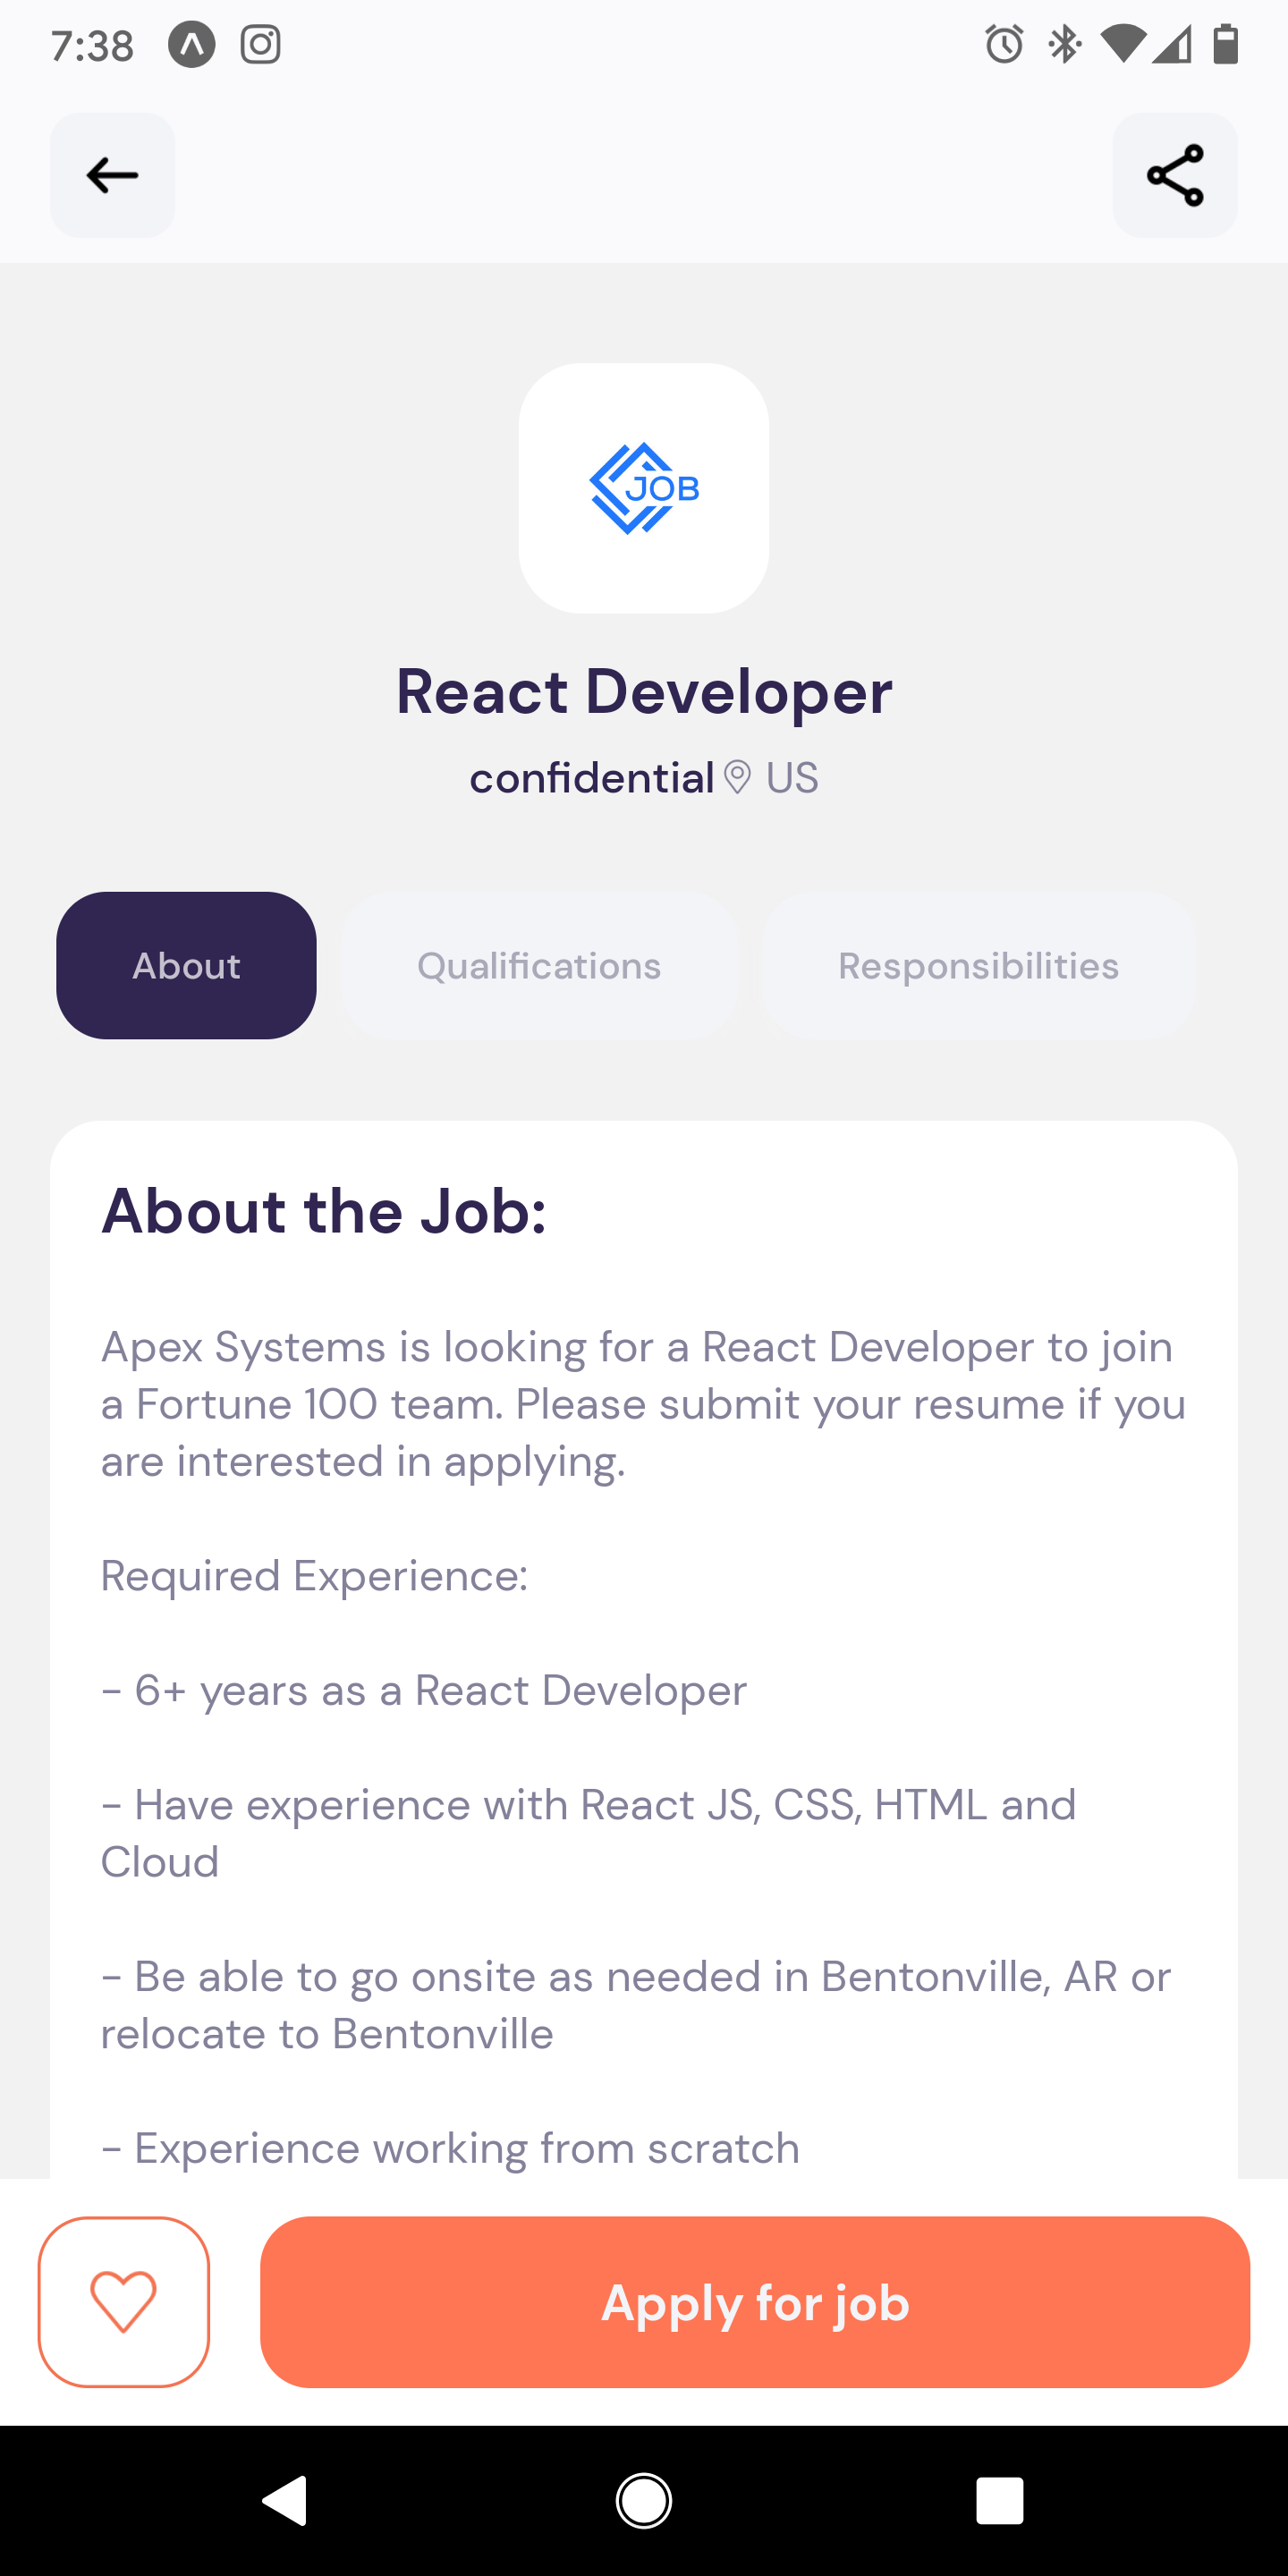 7:38
JOB
React Developer
confidential US
About
Qualifications
Responsibilities
About the Job:
Apex Systems is looking for a React Developer to join
a Fortune 100 team. Please submit your resume if you
are interested in applying.
Required Experience:
- 6+ years as a React Developer
- Have experience with React JS, CSS, HTML and
Cloud
- Be able to go onsite as needed in Bentonville, AR or
relocate to Bentonville
- Experience working from scratch
Apply for job